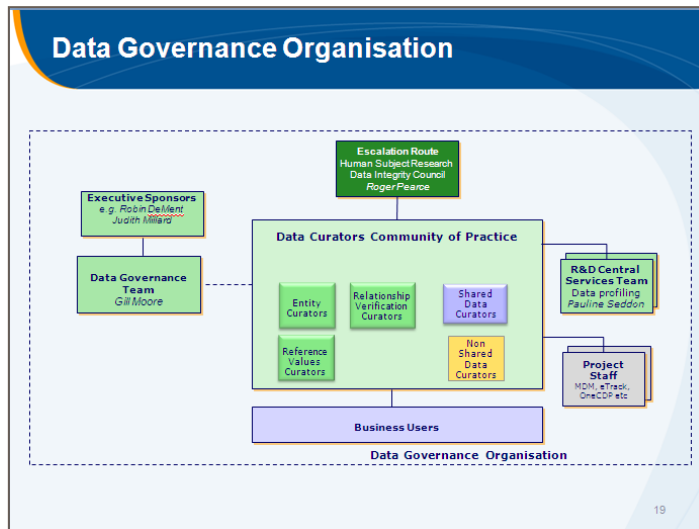 Data Governance Organisation
Escalation Route
Human Subject Research
Data Integrity Council
Roger Pearce
Executive Sponsors
e.g. Robin DeMent
Judith Millard
Data Governance
Team
Gill Moore
Data Curators Community of Practice
Entity
Curators
Relationship
Verification
Curators
Shared
Data
Curators
Reference
Values
Curators
Non
Shared
Data
Curators
R&D Central
Services Team
Data profiling
Pauline Seddon
Project
Staff
MDM, eTrack,
OneCDP etc
Business Users
Data Governance Organisation
19